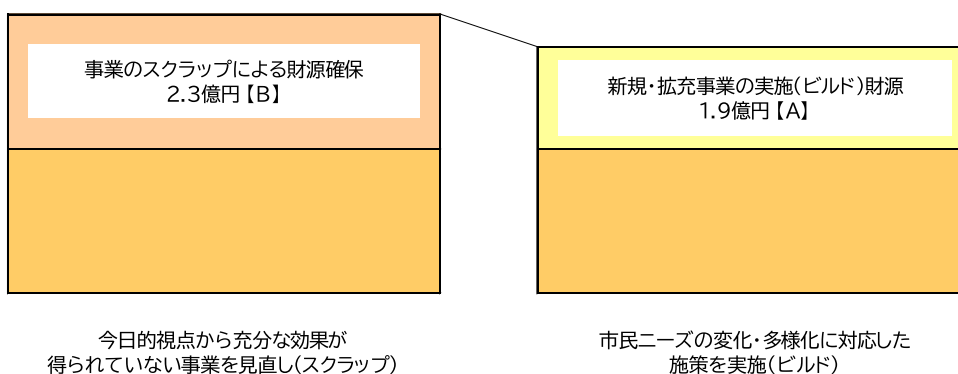 事業のスクラップによる財源確保
2.3億円【B】
新規・拡充事業の実施(ビルド)財源
1.9億円【A】
今日的視点から充分な効果が
得られていない事業を見直し(スクラップ)
市民ニーズの変化・多様化に対応した
施策を実施(ビルド)